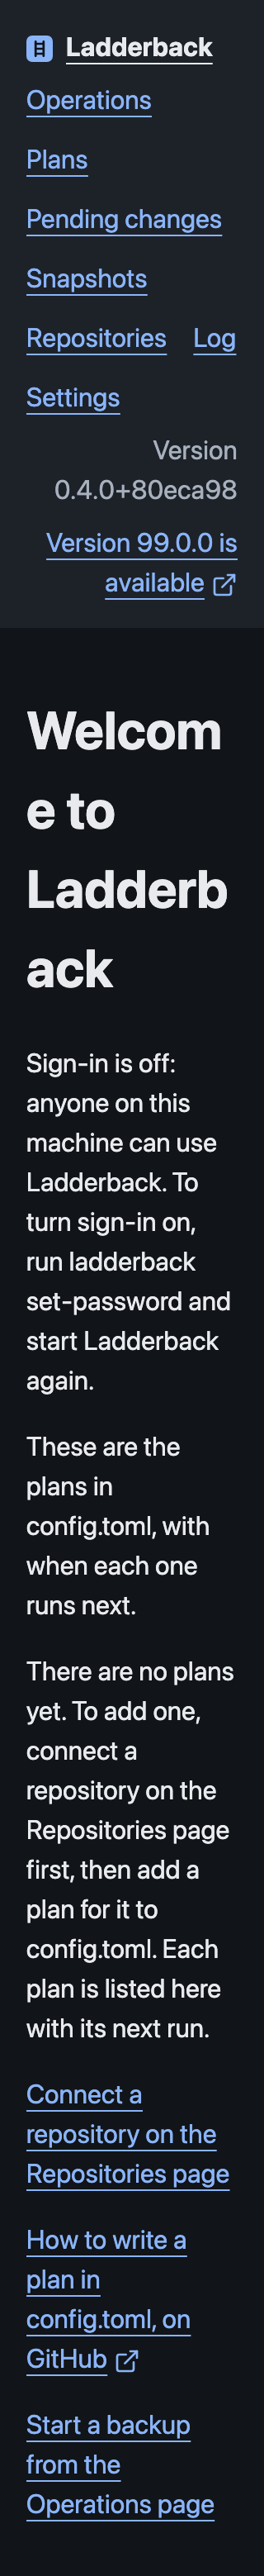 Ladderback
Operations
Plans
Pending changes
Snapshots
Repositories Log
Settings
Version
0.4.0+80eca98
Version 99.0.0 is
available
Welcom
e to
Ladderb
ack
Sign-in is off:
anyone on this
machine can use
Ladderback. To
turn sign-in on,
run ladderback
set-password and
start Ladderback
again.
These are the
plans in
config.toml, with
when each one
runs next.
There are no plans
yet. To add one,
connect a
repository on the
Repositories page
first, then add a
plan for it to
config.toml. Each
plan is listed here
with its next run.
Connect a
repository on the
Repositories page
How to write a
plan in
config.toml, on
GitHub
Start a backup
from the
Operations page